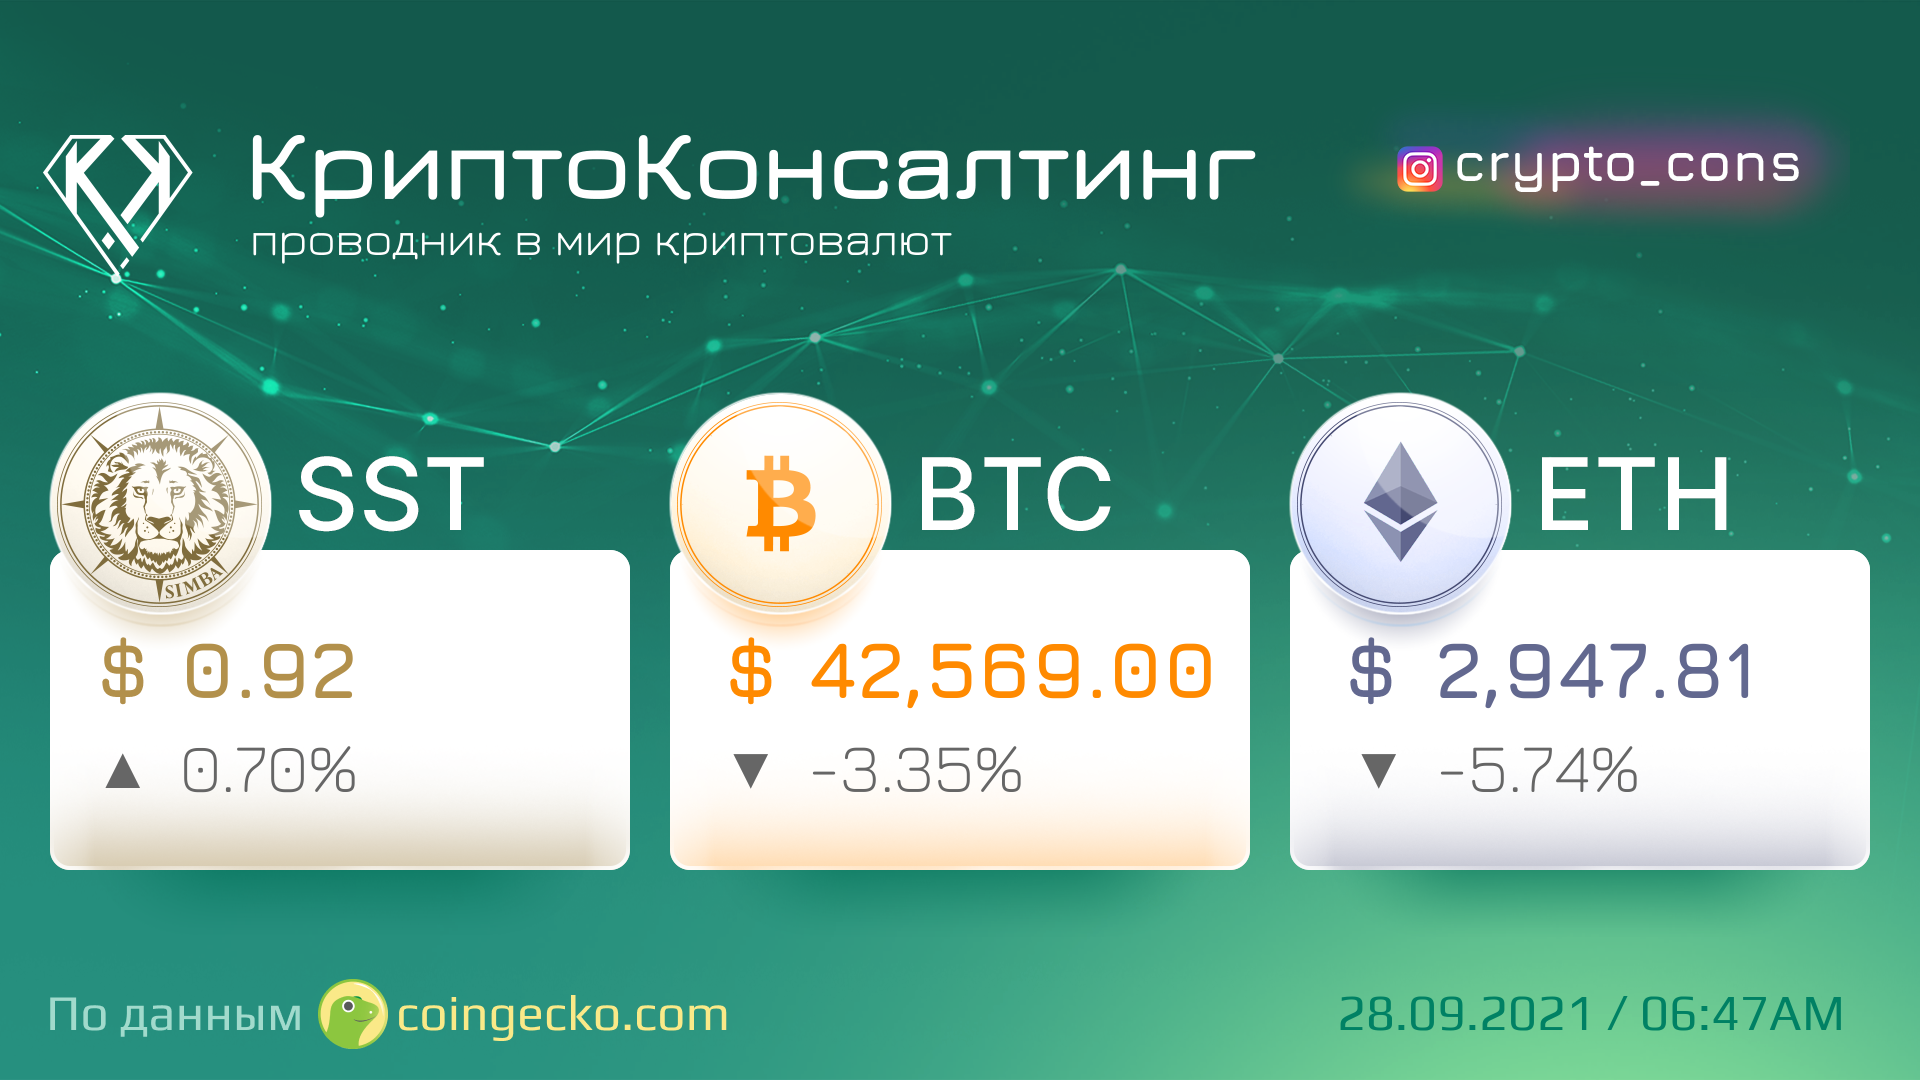 КриптоКонсалтинг
проводник в мир криптовалют
crypto_cons
SST
SIMBA
$ 0.92
▲ 0.70%
BTC
$ 42,569.00
▼ -3.35%
ETH
$ 2,947.81
▼ -5.74%
По данным coingecko.com
28.09.2021 / 06:47AM